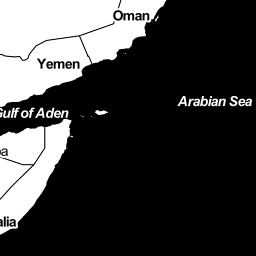 Oman
Yemen
Arabian Sea
Gulf of Aden